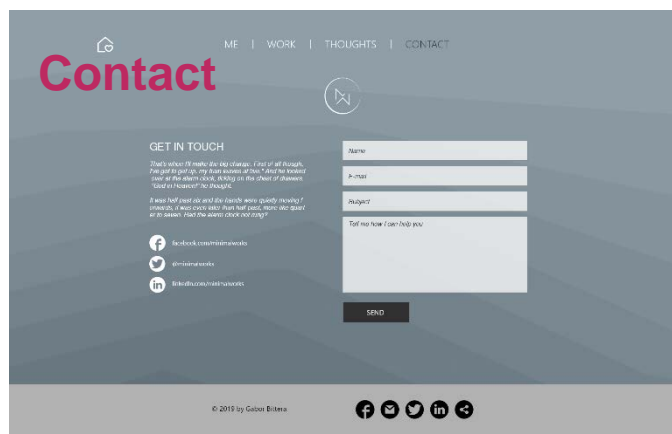 ME | WORK | THOUGHTS | CONTACT
Contact
GET IN TOUCH
That's when I'll make the big change. First of all though,
I've got to get up, my train leaves at five." And he looked
over at the alarm clock, ticking on the chest of drawers.
"God in Heaven!" he thought.
It was half past six and the hands were quietly moving f
orwards, it was even later than half past, more like quart
er to seven. Had the alarm clock not rung?
facebook.com/minimalworks
@minimalworks
linkedin.com/minimalworks
Name
E-mail
Subject
Tell me how I can help you
SEND
© 2019 by Gabor Bittera